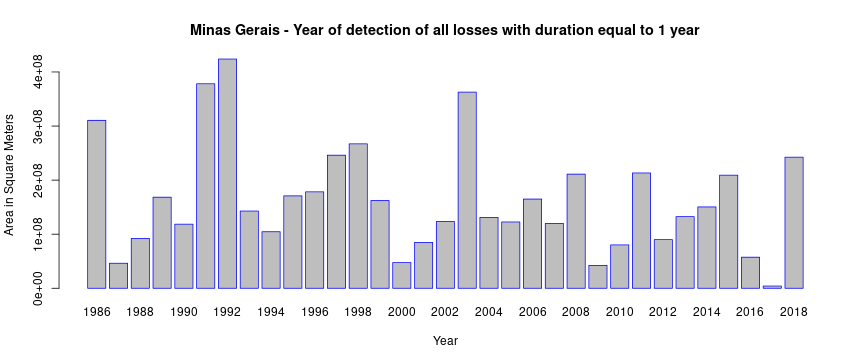 Minas Gerais - Year of detection of all losses with duration equal to 1 year
Area in Square Meters
4e+08
3e+08
2e+08
1e+08
0e+00
1986 1988 1990 1992 1994 1996 1998 2000 2002 2004 2006 2008 2010 2012 2014 2016 2018
Year